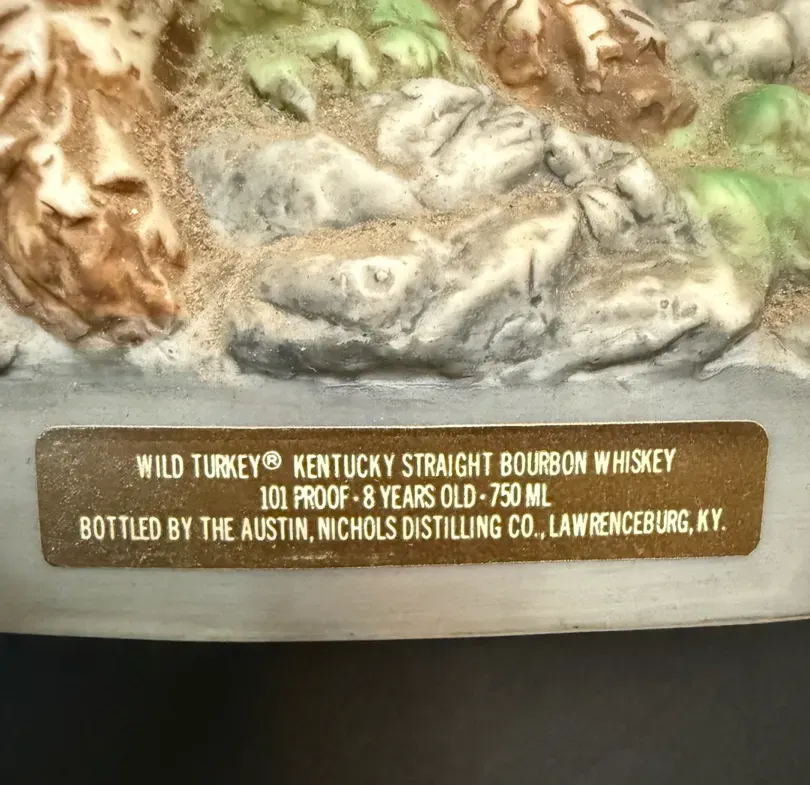 WILD TURKEY® KENTUCKY STRAIGHT BOURBON WHISKEY
101 PROOF · 8 YEARS OLD · 750 ML
BOTTLED BY THE AUSTIN, NICHOLS DISTILLING CO., LAWRENCEBURG, KY.